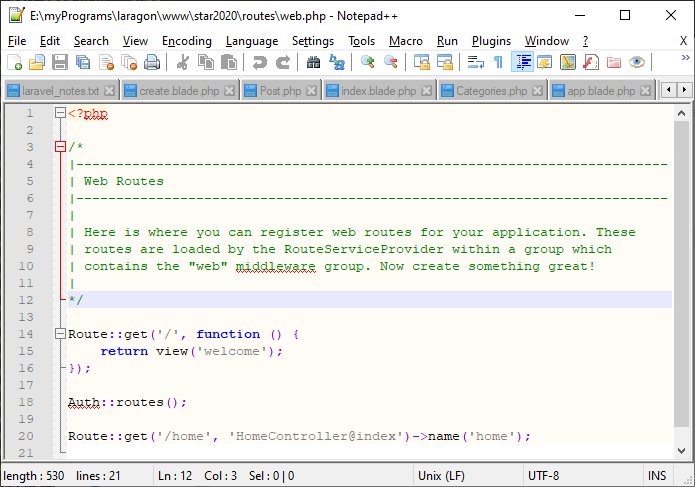 E:\myPrograms\laragon\www\star2020\routes\web.php - Notepad++
File Edit Search View Encoding Language Settings Tools Macro Run Plugins Window ? X
laravel_notes.txt create.blade.php Post.php index.blade.php Categories.php app.blade.php
1 <?php
2
3 /*
4 |--------------------------------------------------------------------------
5 | Web Routes
6 |--------------------------------------------------------------------------
7 |
8 | Here is where you can register web routes for your application. These
9 | routes are loaded by the RouteServiceProvider within a group which
10 | contains the "web" middleware group. Now create something great!
11 |
12 */
13
14 Route::get('/', function () {
15     return view('welcome');
16 });
17
18 Auth::routes();
19
20 Route::get('/home', 'HomeController@index')->name('home');
21
length : 530 lines : 21 Ln : 12 Col : 3 Sel : 0 | 0 Unix (LF) UTF-8 INS